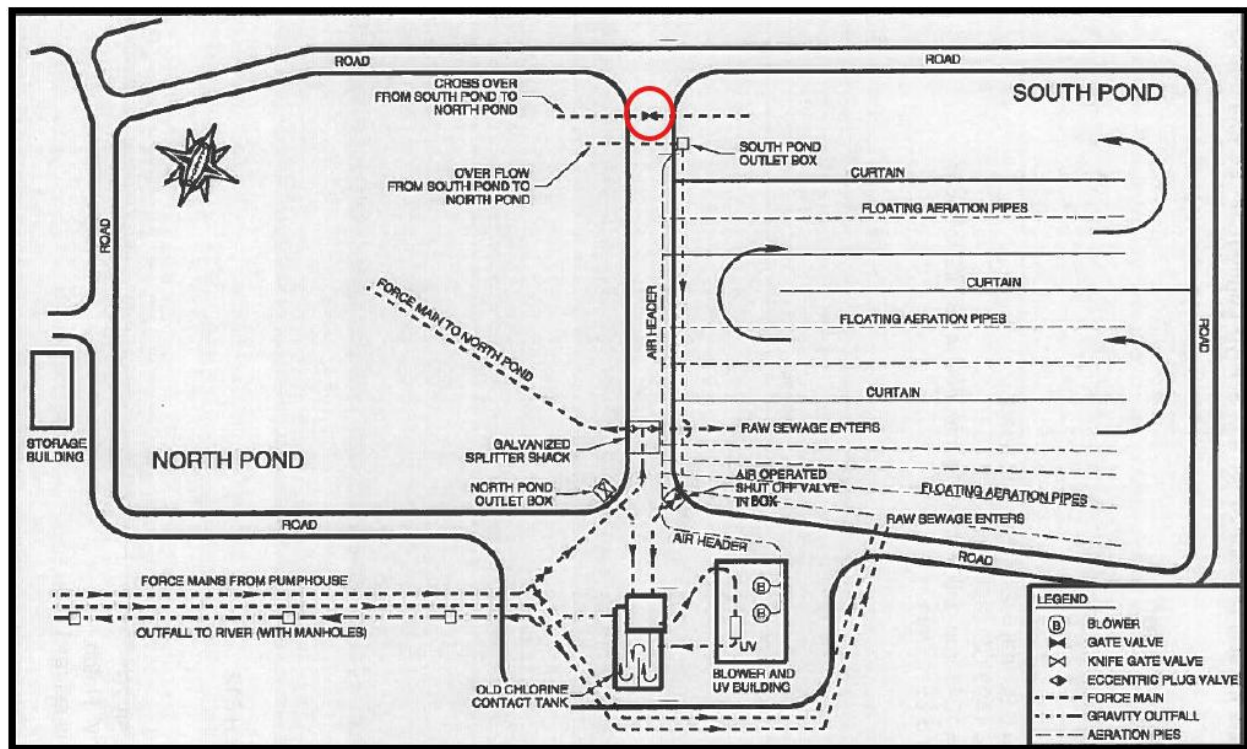 ROAD
ROAD
CROSS OVER
FROM SOUTH POND TO
NORTH POND
SOUTH POND
OVER FLOW
FROM SOUTH POND TO
NORTH POND
SOUTH POND
OUTLET BOX
CURTAIN
FLOATING AERATION PIPES
ROAD
CURTAIN
FORCE MAIN TO NORTH POND
AIR HEADER
FLOATING AERATION PIPES
ROAD
CURTAIN
STORAGE
BUILDING
NORTH POND
GALVANIZED
SPLITTER SHACK
RAW SEWAGE ENTERS
NORTH POND
OUTLET BOX
AIR OPERATED
SHUT OFF VALVE
IN BOX
FLOATING AERATION PIPES
ROAD
RAW SEWAGE ENTERS
AIR HEADER
ROAD
FORCE MAINS FROM PUMPHOUSE
OUTFALL TO RIVER (WITH MANHOLES)
B
B
UV
OLD CHLORINE
CONTACT TANK
BLOWER AND
UV BUILDING
LEGEND
B BLOWER
GATE VALVE
KNIFE GATE VALVE
ECCENTRIC PLUG VALVE
FORCE MAIN
GRAVITY OUTFALL
AERATION PIES